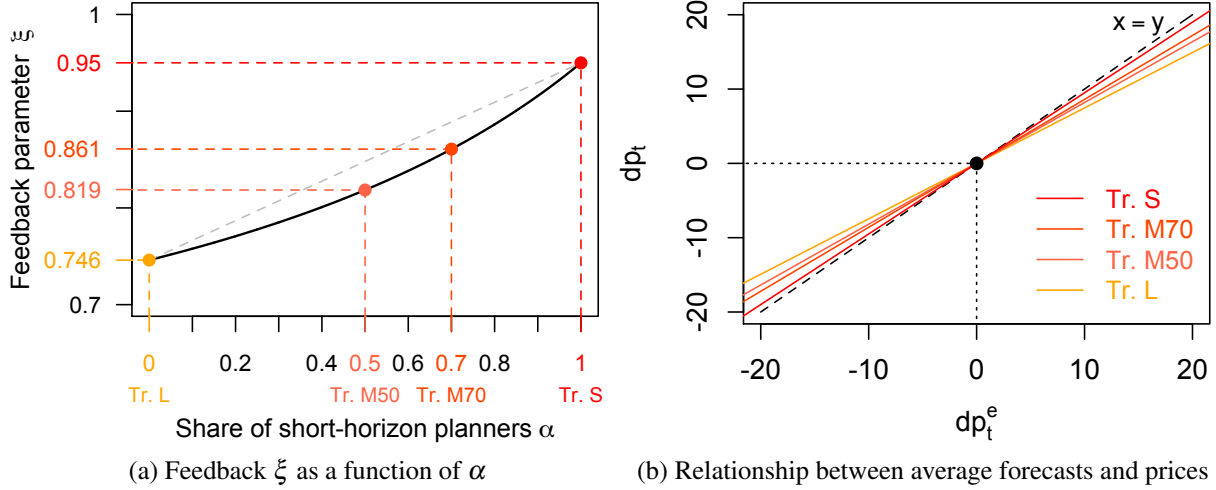 Feedback parameter ξ
1
0.95
0.861
0.819
0.746
0.7
0 0.2 0.4 0.5 0.6 0.7 0.8 1
Tr. L Tr. M50 Tr. M70 Tr. S
Share of short-horizon planners α
(a) Feedback ξ as a function of α
dpₜ
20
10
0
-10
-20
x = y
Tr. S
Tr. M70
Tr. M50
Tr. L
-20 -10 0 10 20
dpₜᵉ
(b) Relationship between average forecasts and prices